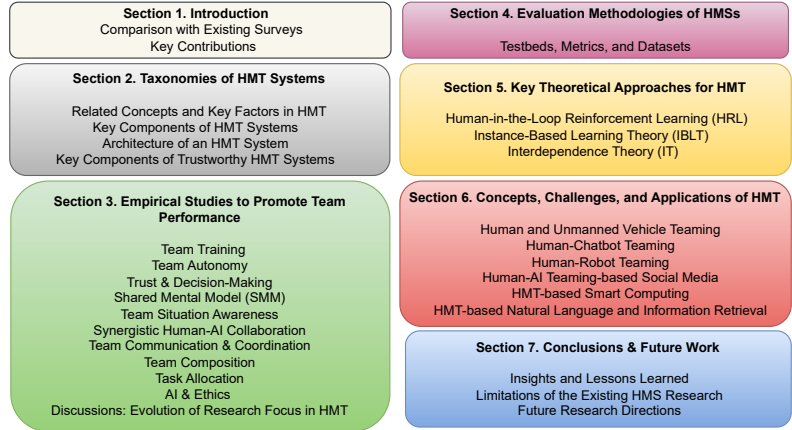 Section 1. Introduction
Comparison with Existing Surveys
Key Contributions
Section 2. Taxonomies of HMT Systems
Related Concepts and Key Factors in HMT
Key Components of HMT Systems
Architecture of an HMT System
Key Components of Trustworthy HMT Systems
Section 3. Empirical Studies to Promote Team
Performance
Team Training
Team Autonomy
Trust & Decision-Making
Shared Mental Model (SMM)
Team Situation Awareness
Synergistic Human-AI Collaboration
Team Communication & Coordination
Team Composition
Task Allocation
AI & Ethics
Discussions: Evolution of Research Focus in HMT
Section 4. Evaluation Methodologies of HMSs
Testbeds, Metrics, and Datasets
Section 5. Key Theoretical Approaches for HMT
Human-in-the-Loop Reinforcement Learning (HRL)
Instance-Based Learning Theory (IBLT)
Interdependence Theory (IT)
Section 6. Concepts, Challenges, and Applications of HMT
Human and Unmanned Vehicle Teaming
Human-Chatbot Teaming
Human-Robot Teaming
Human-AI Teaming-based Social Media
HMT-based Smart Computing
HMT-based Natural Language and Information Retrieval
Section 7. Conclusions & Future Work
Insights and Lessons Learned
Limitations of the Existing HMS Research
Future Research Directions